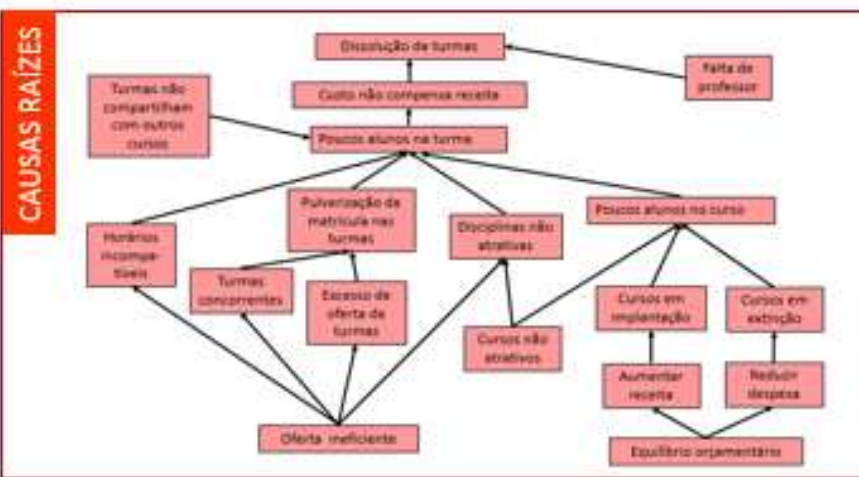 CAUSAS RAÍZES
Dissolução de turmas
Falta de
professor
Turmas não
compartilham
com outros
cursos
Custo não compensa receita
Poucos alunos na turma
Horários
incompa-
tíveis
Pulverização de
matrícula nas
turmas
Disciplinas não
atrativas
Poucos alunos no curso
Turmas
concorrentes
Excesso de
oferta de
turmas
Cursos não
atrativos
Cursos em
implantação
Cursos em
extinção
Aumentar
receita
Reduzir
despesa
Oferta ineficiente
Equilíbrio orçamentário